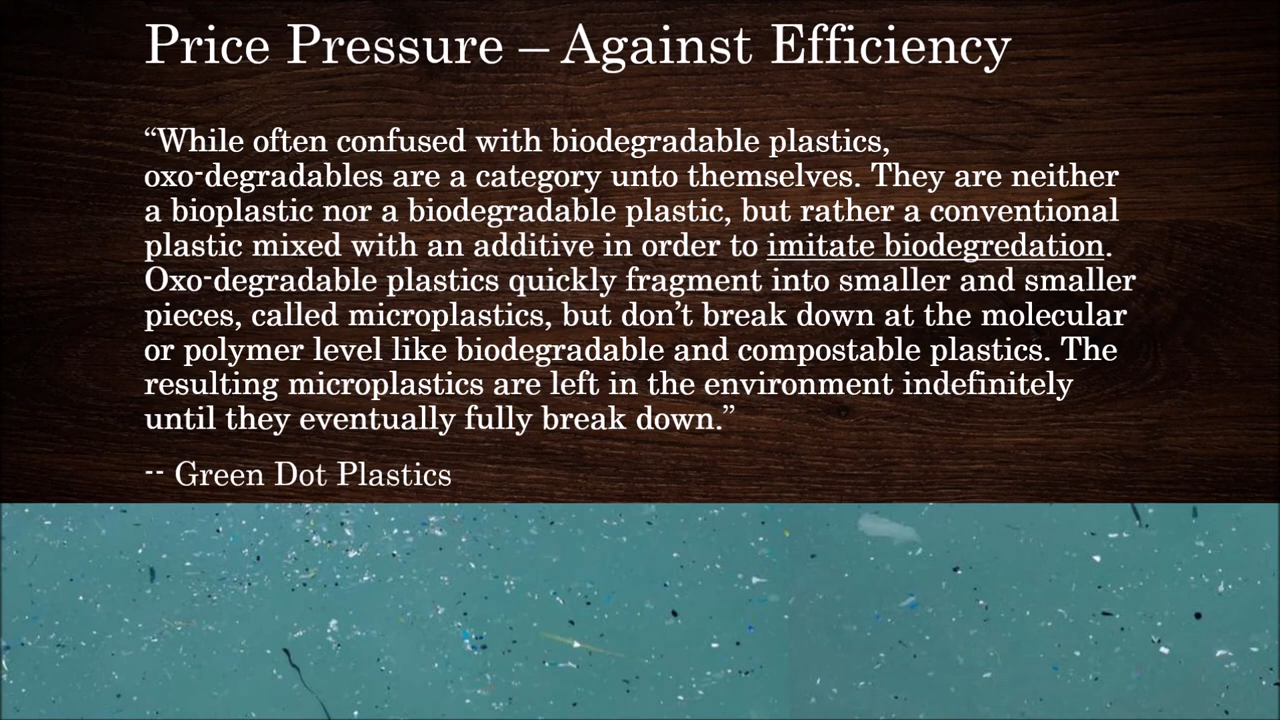 Price Pressure – Against Efficiency
“While often confused with biodegradable plastics,
oxo-degradables are a category unto themselves. They are neither
a bioplastic nor a biodegradable plastic, but rather a conventional
plastic mixed with an additive in order to imitate biodegredation.
Oxo-degradable plastics quickly fragment into smaller and smaller
pieces, called microplastics, but don’t break down at the molecular
or polymer level like biodegradable and compostable plastics. The
resulting microplastics are left in the environment indefinitely
until they eventually fully break down.”
-- Green Dot Plastics